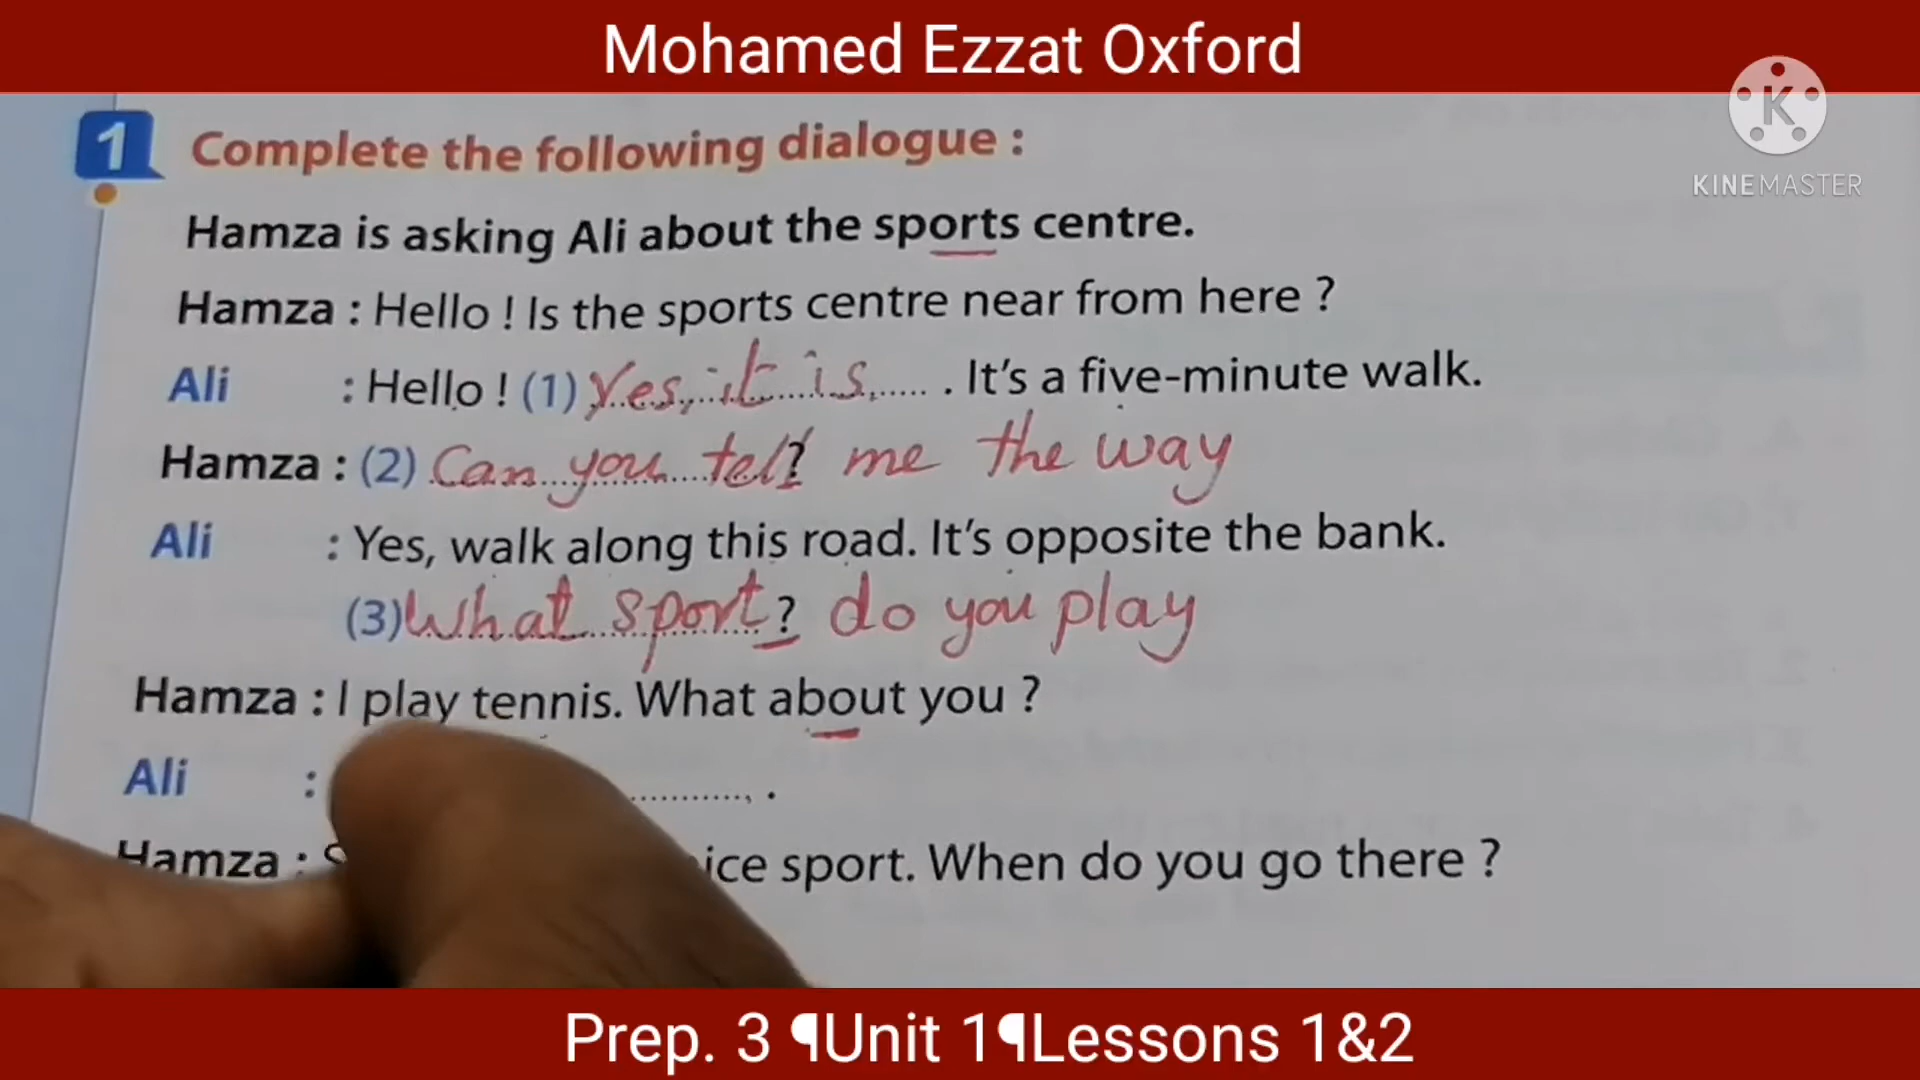 Mohamed Ezzat Oxford
KINEMASTER
1 Complete the following dialogue :
Hamza is asking Ali about the sports centre.
Hamza : Hello ! Is the sports centre near from here ?
Ali : Hello ! (1) Yes, it is ........ . It's a five-minute walk.
Hamza : (2) Can you tell ? me the way
Ali : Yes, walk along this road. It's opposite the bank.
(3) What sport ? do you play
Hamza : I play tennis. What about you ?
Ali : ............ .
Hamza : sport. When do you go there ?
Prep. 3 ¶Unit 1¶Lessons 1&2